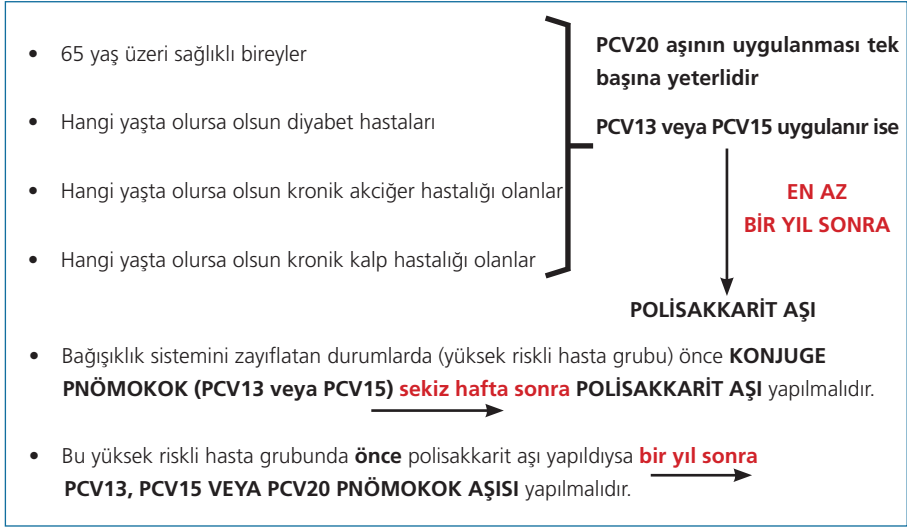 • 65 yaş üzeri sağlıklı bireyler
• Hangi yaşta olursa olsun diyabet hastaları
• Hangi yaşta olursa olsun kronik akciğer hastalığı olanlar
• Hangi yaşta olursa olsun kronik kalp hastalığı olanlar
PCV20 aşının uygulanması tek
başına yeterlidir
PCV13 veya PCV15 uygulanır ise
EN AZ
BİR YIL SONRA
POLİSAKKARİT AŞI
• Bağışıklık sistemini zayıflatan durumlarda (yüksek riskli hasta grubu) önce KONJUGE
PNÖMOKOK (PCV13 veya PCV15) sekiz hafta sonra POLİSAKKARİT AŞI yapılmalıdır.
• Bu yüksek riskli hasta grubunda önce polisakkarit aşı yapıldıysa bir yıl sonra
PCV13, PCV15 VEYA PCV20 PNÖMOKOK AŞISI yapılmalıdır.